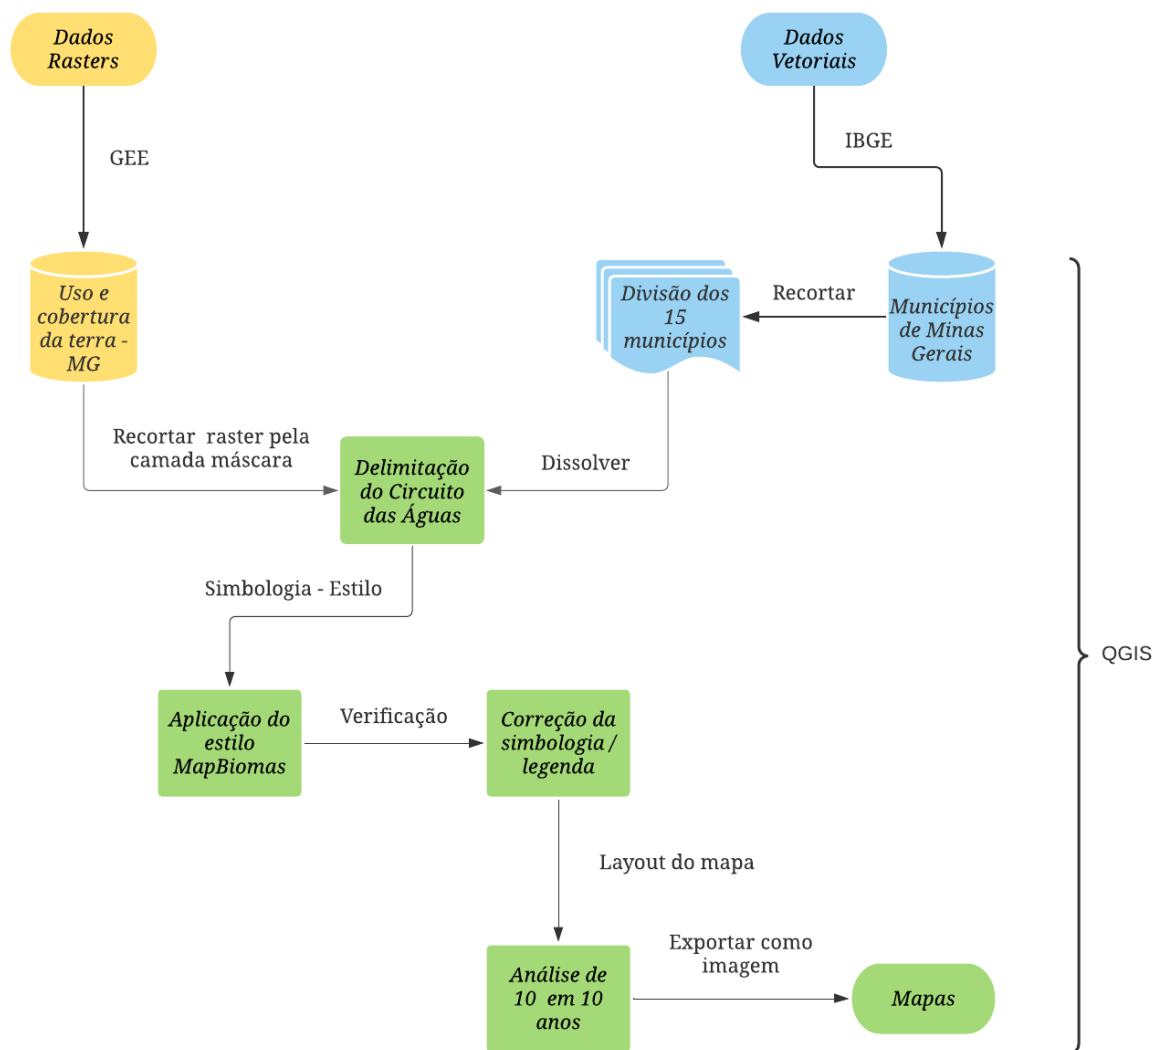 Dados
Rasters
Dados
Vetoriais
GEE
IBGE
Uso e
cobertura
da terra -
MG
Divisão dos
15
municípios
Recortar
Municípios
de Minas
Gerais
Recortar raster pela
camada máscara
Delimitação
do Circuito
das Águas
Dissolver
Simbologia - Estilo
QGIS
Aplicação do
estilo
MapBiomas
Verificação
Correção da
simbologia /
legenda
Layout do mapa
Análise de
10 em 10
anos
Exportar como
imagem
Mapas